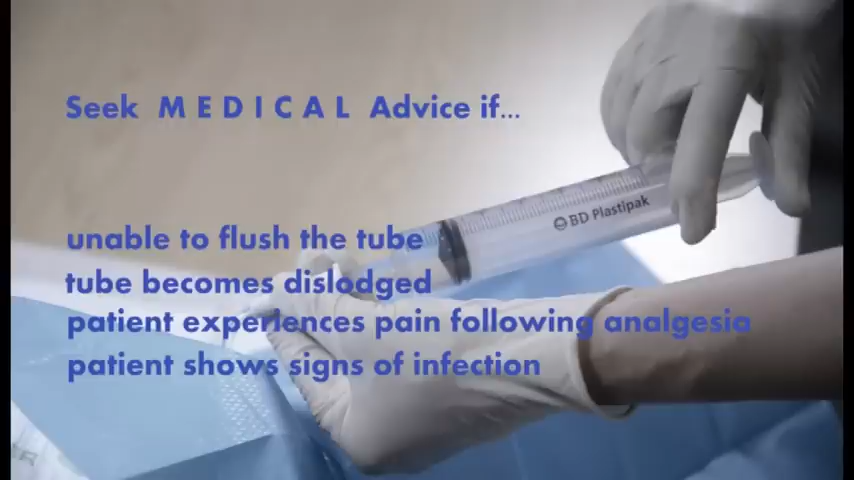 Seek M E D I C A L Advice if...
BD Plastipak
unable to flush the tube
tube becomes dislodged
patient experiences pain following analgesia
patient shows signs of infection